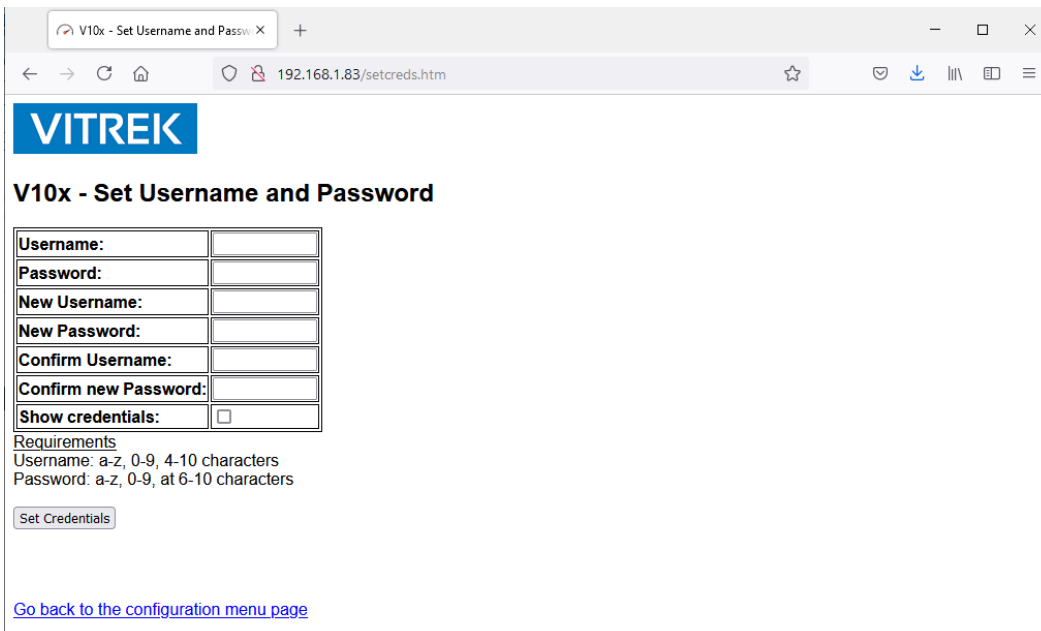 V10x - Set Username and Passw
192.168.1.83/setcreds.htm
VITREK
V10x - Set Username and Password
Username:
Password:
New Username:
New Password:
Confirm Username:
Confirm new Password:
Show credentials:
Requirements
Username: a-z, 0-9, 4-10 characters
Password: a-z, 0-9, at 6-10 characters
Set Credentials
Go back to the configuration menu page